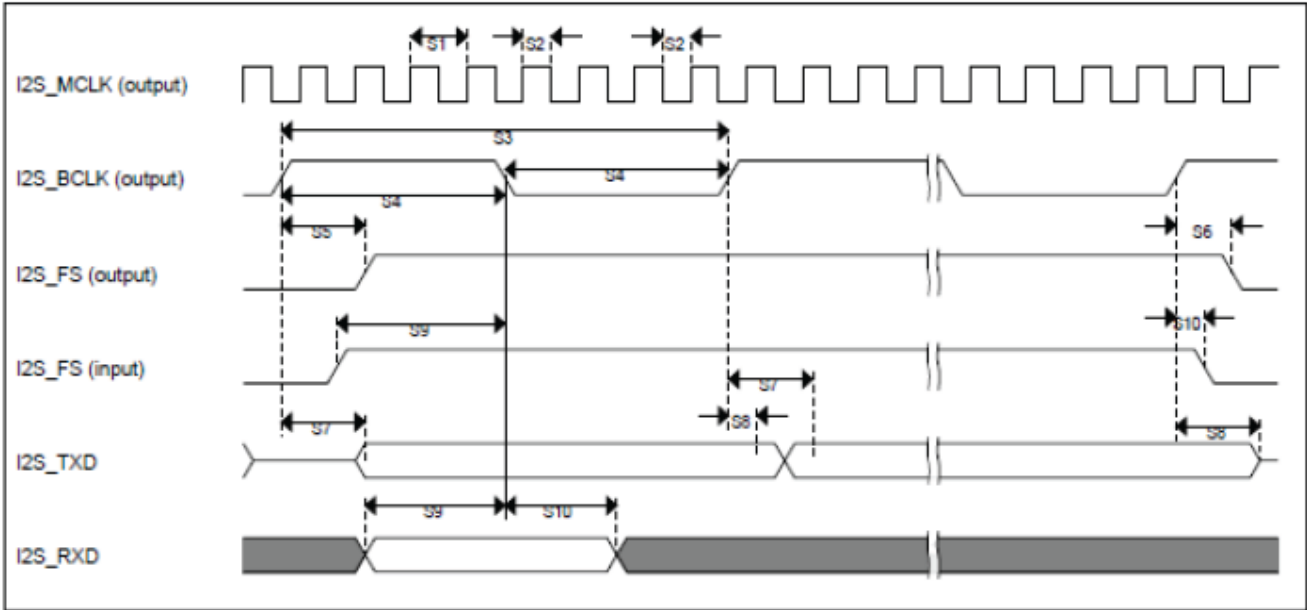 S1 S2 S2
I2S_MCLK (output)
S3
I2S_BCLK (output)
S4
S4
S5 S6
I2S_FS (output)
S9 S10
I2S_FS (input)
S7
S7 S8 S8
I2S_TXD
S9 S10
I2S_RXD